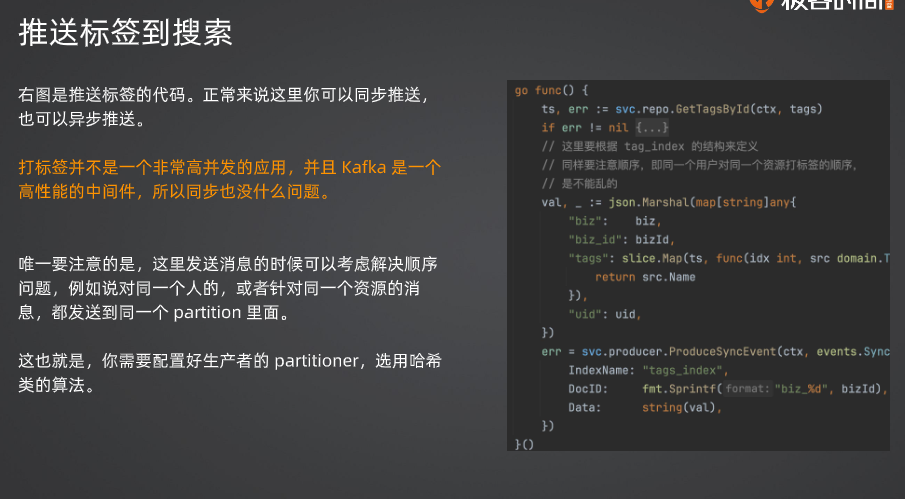 极客时间
推送标签到搜索
右图是推送标签的代码。正常来说这里你可以同步推送，
也可以异步推送。
打标签并不是一个非常高并发的应用，并且 Kafka 是一个
高性能的中间件，所以同步也没什么问题。
唯一要注意的是，这里发送消息的时候可以考虑解决顺序
问题，例如说对同一个人的，或者针对同一个资源的消
息，都发送到同一个 partition 里面。
这也就是，你需要配置好生产者的 partitioner，选用哈希
类的算法。
go func() {
ts, err := svc.repo.GetTagsById(ctx, tags)
if err != nil {...}
// 这里要根据 tag_index 的结构来定义
// 同样要注意顺序，即同一个用户对同一个资源打标签的顺序，
// 是不能乱的
val, _ := json.Marshal(map[string]any{
"biz": biz,
"biz_id": bizId,
"tags": slice.Map(ts, func(idx int, src domain.T
return src.Name
}),
"uid": uid,
})
err = svc.producer.ProduceSyncEvent(ctx, events.Sync
IndexName: "tags_index",
DocID: fmt.Sprintf( format: "biz_%d", bizId),
Data: string(val),
})
}()